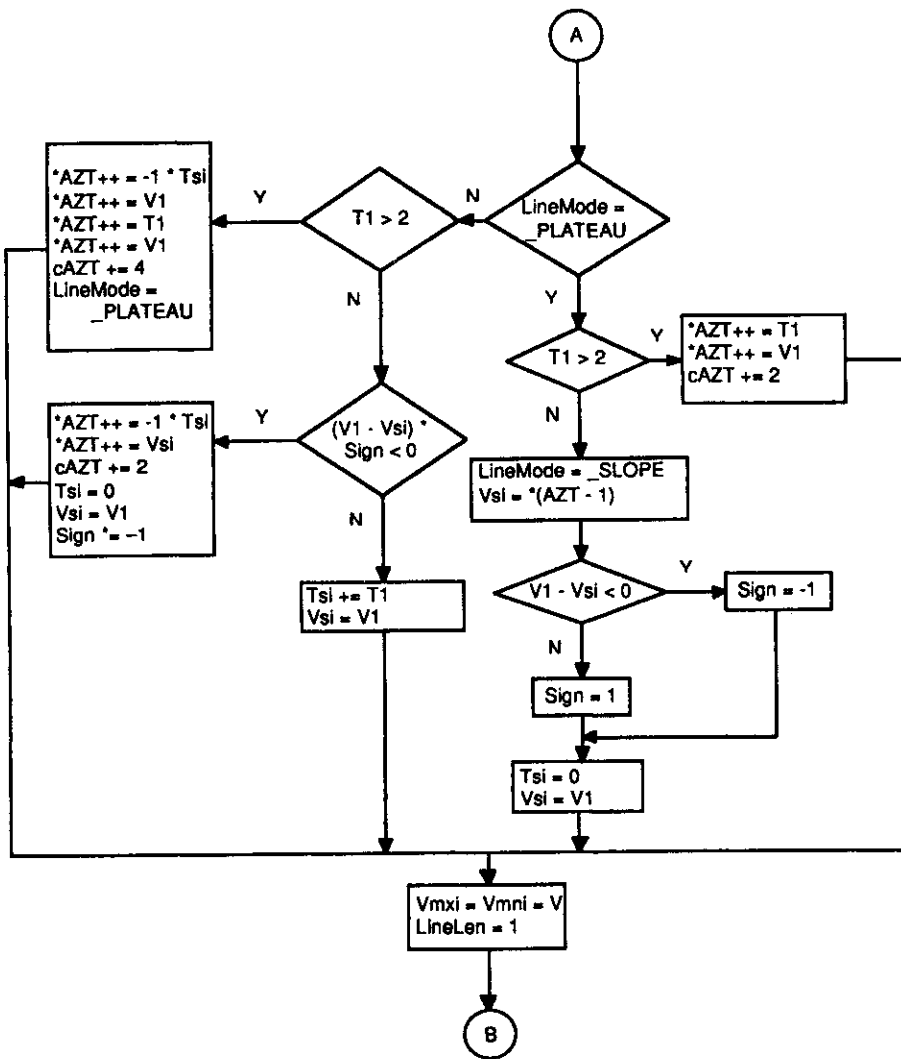 A
LineMode =
_PLATEAU
N
Y
T1 > 2
Y
N
*AZT++ = -1 * Tsi
*AZT++ = V1
*AZT++ = T1
*AZT++ = V1
cAZT += 4
LineMode =
_PLATEAU
T1 > 2
Y
N
*AZT++ = T1
*AZT++ = V1
cAZT += 2
(V1 - Vsi) *
Sign < 0
Y
N
*AZT++ = -1 * Tsi
*AZT++ = Vsi
cAZT += 2
Tsi = 0
Vsi = V1
Sign *= -1
LineMode = _SLOPE
Vsi = *(AZT - 1)
Tsi += T1
Vsi = V1
V1 - Vsi < 0
Y
N
Sign = -1
Sign = 1
Tsi = 0
Vsi = V1
Vmxi = Vmni = V
LineLen = 1
B